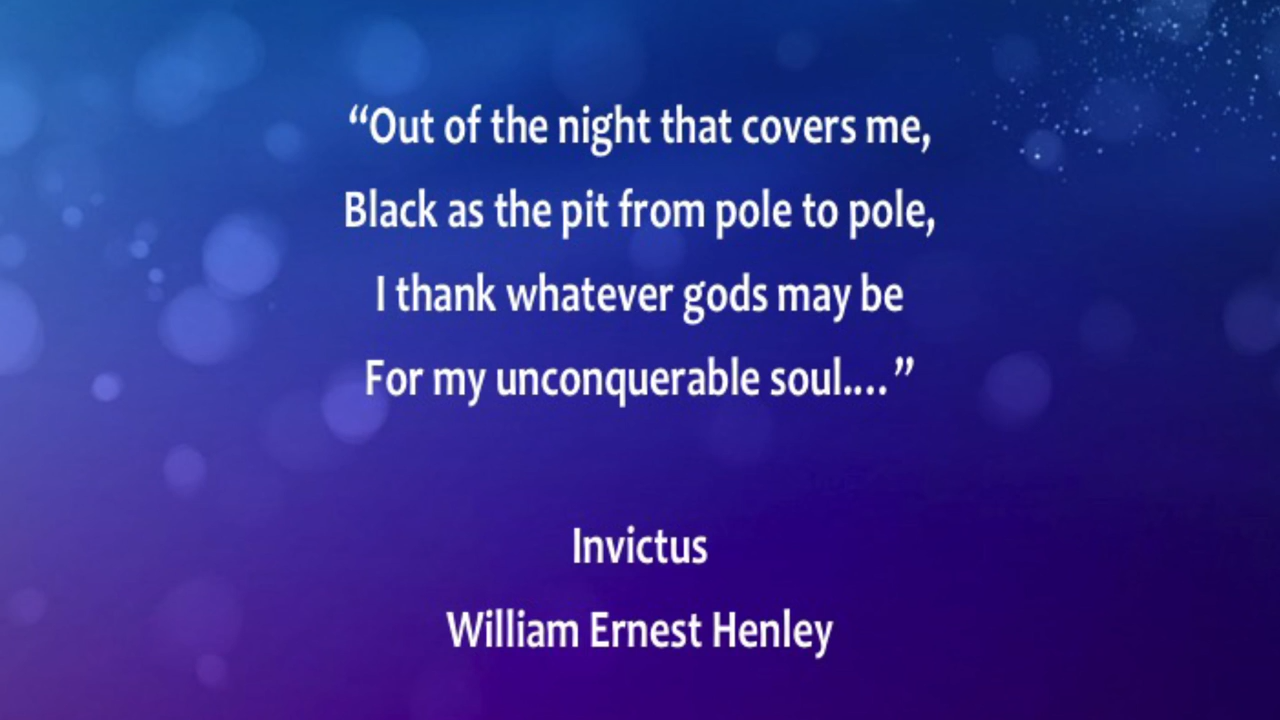 “Out of the night that covers me,
Black as the pit from pole to pole,
I thank whatever gods may be
For my unconquerable soul.…”
Invictus
William Ernest Henley